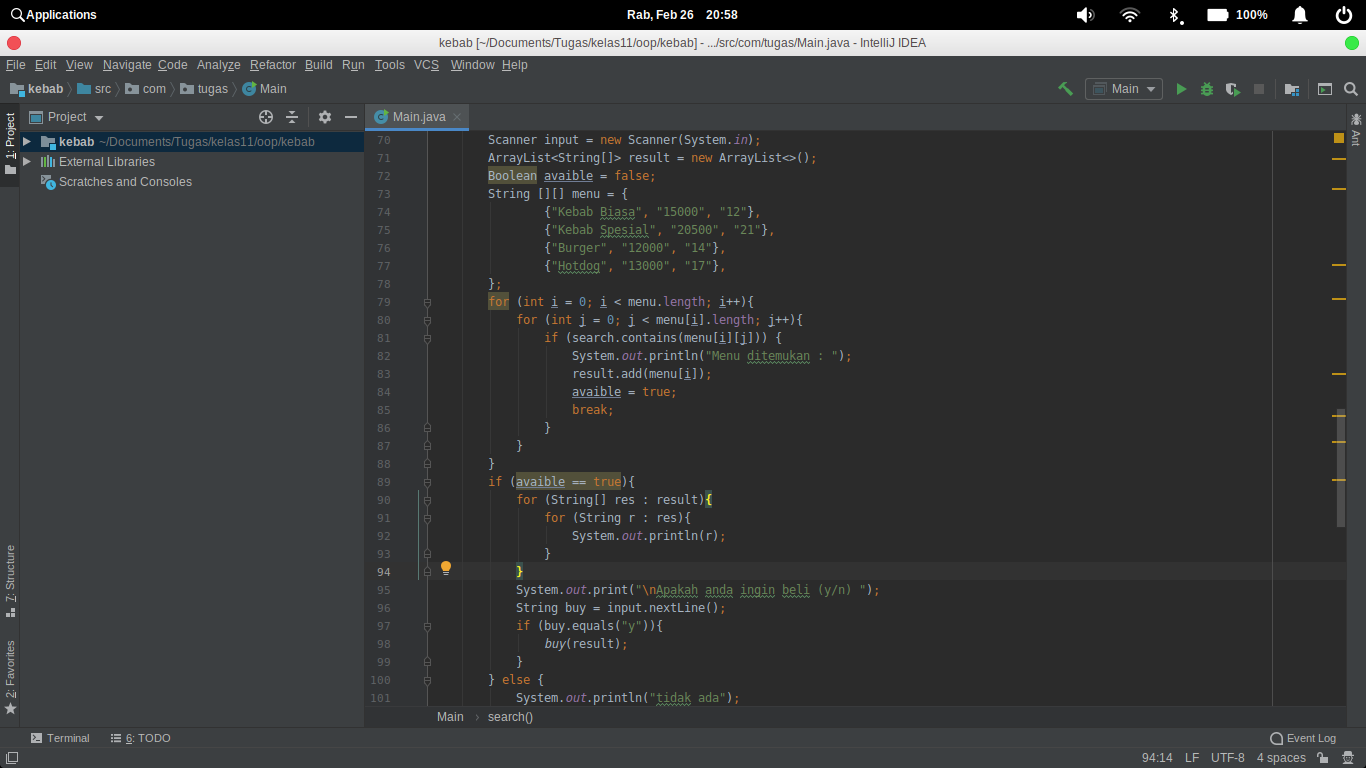 Applications
Rab, Feb 26 20:58
100%
kebab [~/Documents/Tugas/kelas11/oop/kebab] - .../src/com/tugas/Main.java - IntelliJ IDEA
File Edit View Navigate Code Analyze Refactor Build Run Tools VCS Window Help
kebab src com tugas Main
Main
Project
Main.java
1: Project
kebab ~/Documents/Tugas/kelas11/oop/kebab
External Libraries
Scratches and Consoles
Ant
70 Scanner input = new Scanner(System.in);
71 ArrayList<String[]> result = new ArrayList<>();
72 Boolean avaible = false;
73 String [][] menu = {
74 {"Kebab Biasa", "15000", "12"},
75 {"Kebab Spesial", "20500", "21"},
76 {"Burger", "12000", "14"},
77 {"Hotdog", "13000", "17"},
78 };
79 for (int i = 0; i < menu.length; i++){
80 for (int j = 0; j < menu[i].length; j++){
81 if (search.contains(menu[i][j])) {
82 System.out.println("Menu ditemukan : ");
83 result.add(menu[i]);
84 avaible = true;
85 break;
86 }
87 }
88 }
89 if (avaible == true){
90 for (String[] res : result){
91 for (String r : res){
92 System.out.println(r);
93 }
94 }
95 System.out.print("\nApakah anda ingin beli (y/n) ");
96 String buy = input.nextLine();
97 if (buy.equals("y")){
98 buy(result);
99 }
100 } else {
101 System.out.println("tidak ada");
7: Structure
2: Favorites
Main › search()
Terminal
6: TODO
Event Log
94:14 LF UTF-8 4 spaces